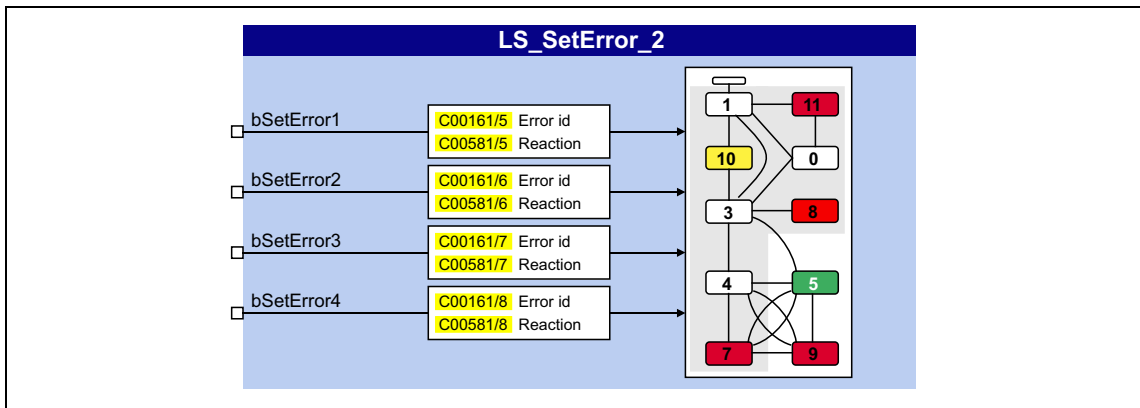 LS_SetError_2
bSetError1
C00161/5 Error id
C00581/5 Reaction
bSetError2
C00161/6 Error id
C00581/6 Reaction
bSetError3
C00161/7 Error id
C00581/7 Reaction
bSetError4
C00161/8 Error id
C00581/8 Reaction
1 11
10 0
3 8
4 5
7 9